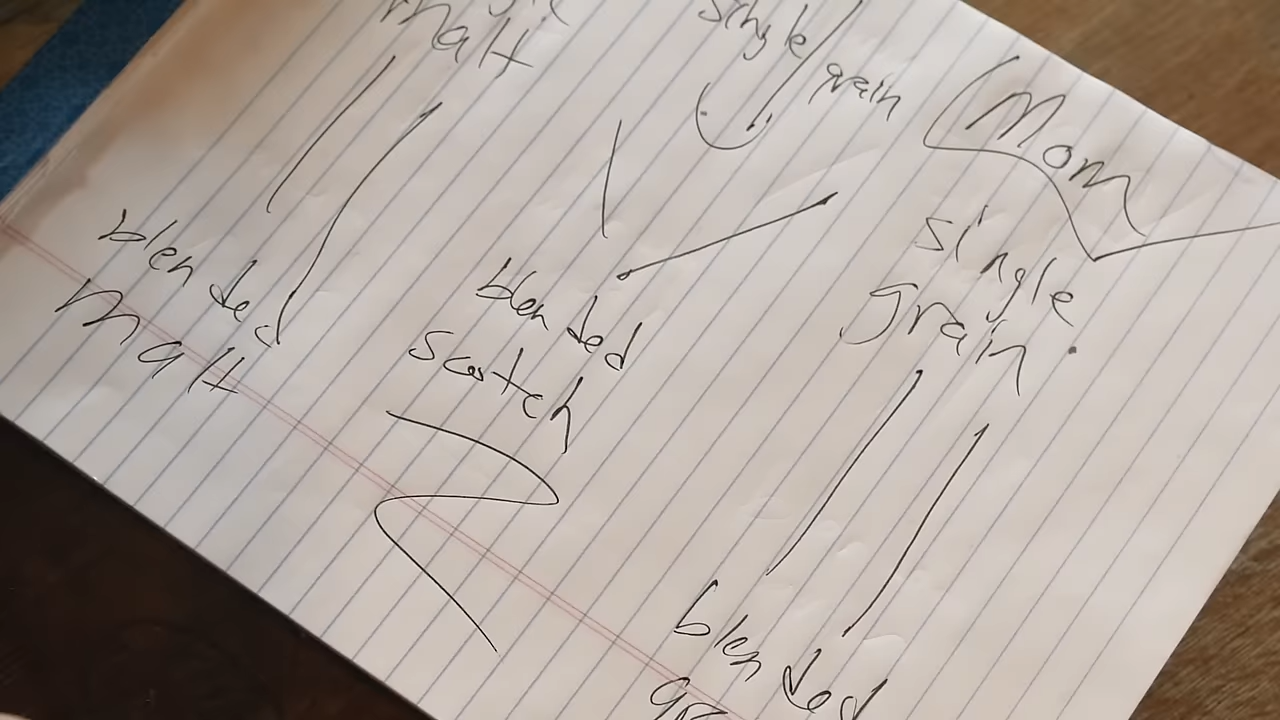 malt
single
grain
Mom
single
grain
blended
malt
blended
scotch
blended